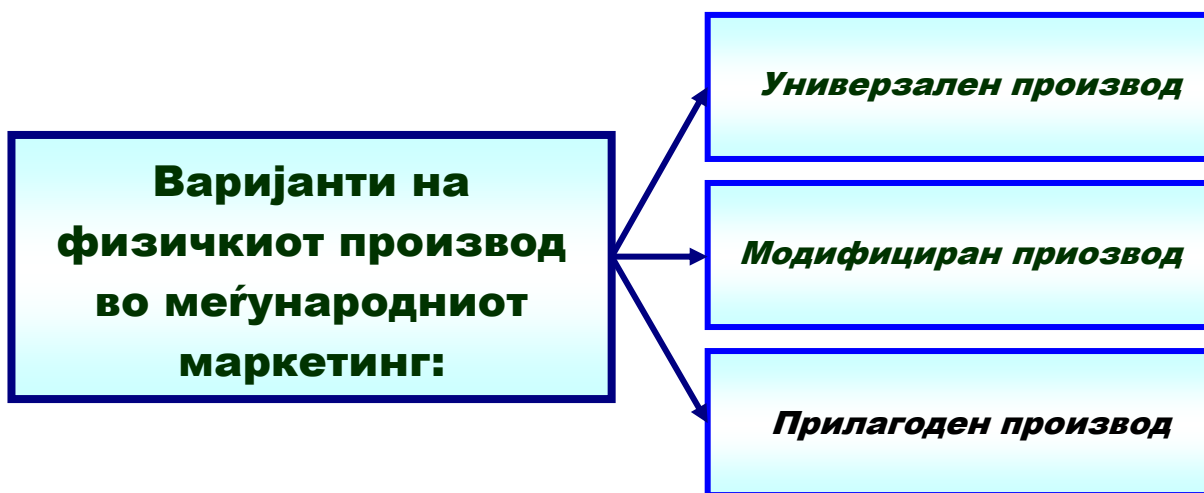 Варијанти на
физичкиот производ
во меѓународниот
маркетинг:
Универзален производ
Модифициран приозвод
Прилагоден производ